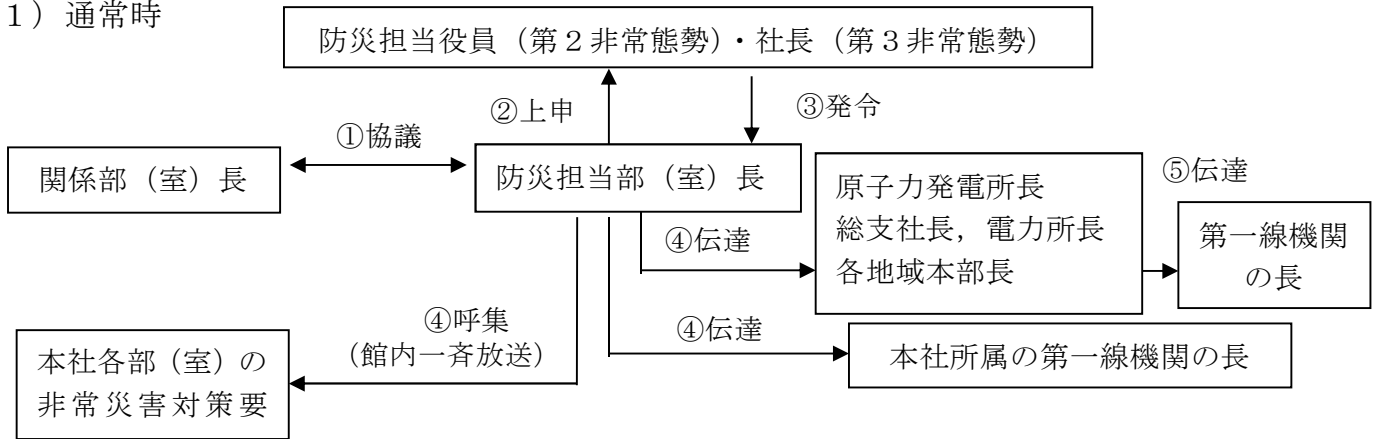 1）通常時
防災担当役員（第２非常態勢）・社長（第３非常態勢）
②上申
③発令
①協議
関係部（室）長
防災担当部（室）長
原子力発電所長
総支社長，電力所長
各地域本部長
⑤伝達
④伝達
第一線機関
の長
④呼集
（館内一斉放送）
④伝達
本社各部（室）の
非常災害対策要
本社所属の第一線機関の長